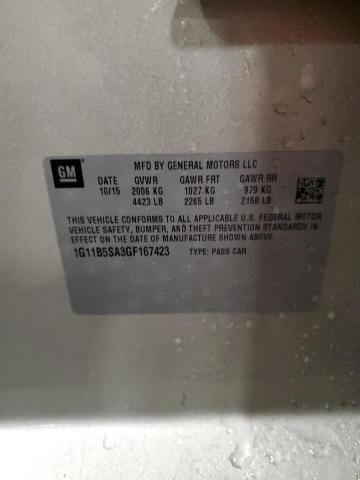 GM
MFD BY GENERAL MOTORS LLC
DATE GVWR GAWR FRT GAWR RR
10/15 2006 KG 1027 KG 979 KG
4423 LB 2265 LB 2158 LB
THIS VEHICLE CONFORMS TO ALL APPLICABLE U.S. FEDERAL MOTOR
VEHICLE SAFETY, BUMPER, AND THEFT PREVENTION STANDARDS
IN EFFECT ON THE DATE OF MANUFACTURE SHOWN ABOVE.
1G11B5SA3GF167423 TYPE: PASS CAR